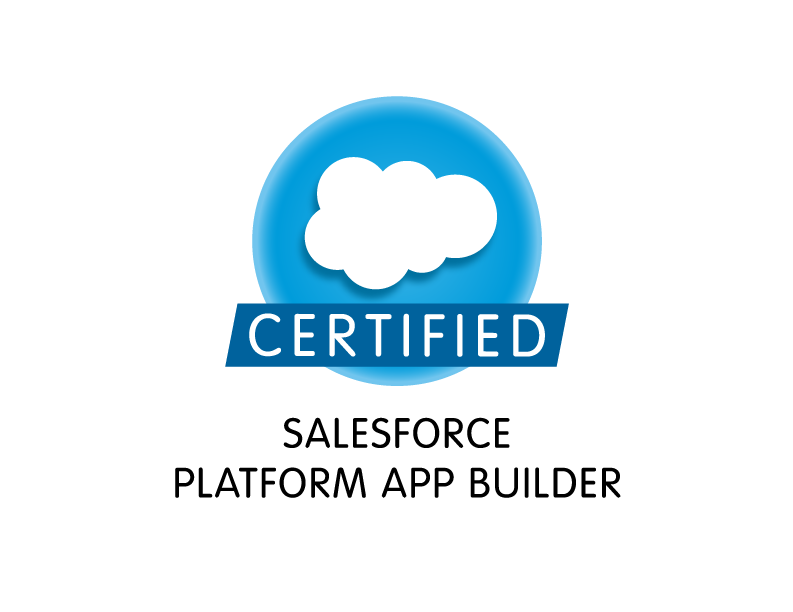 CERTIFIED
SALESFORCE
PLATFORM APP BUILDER